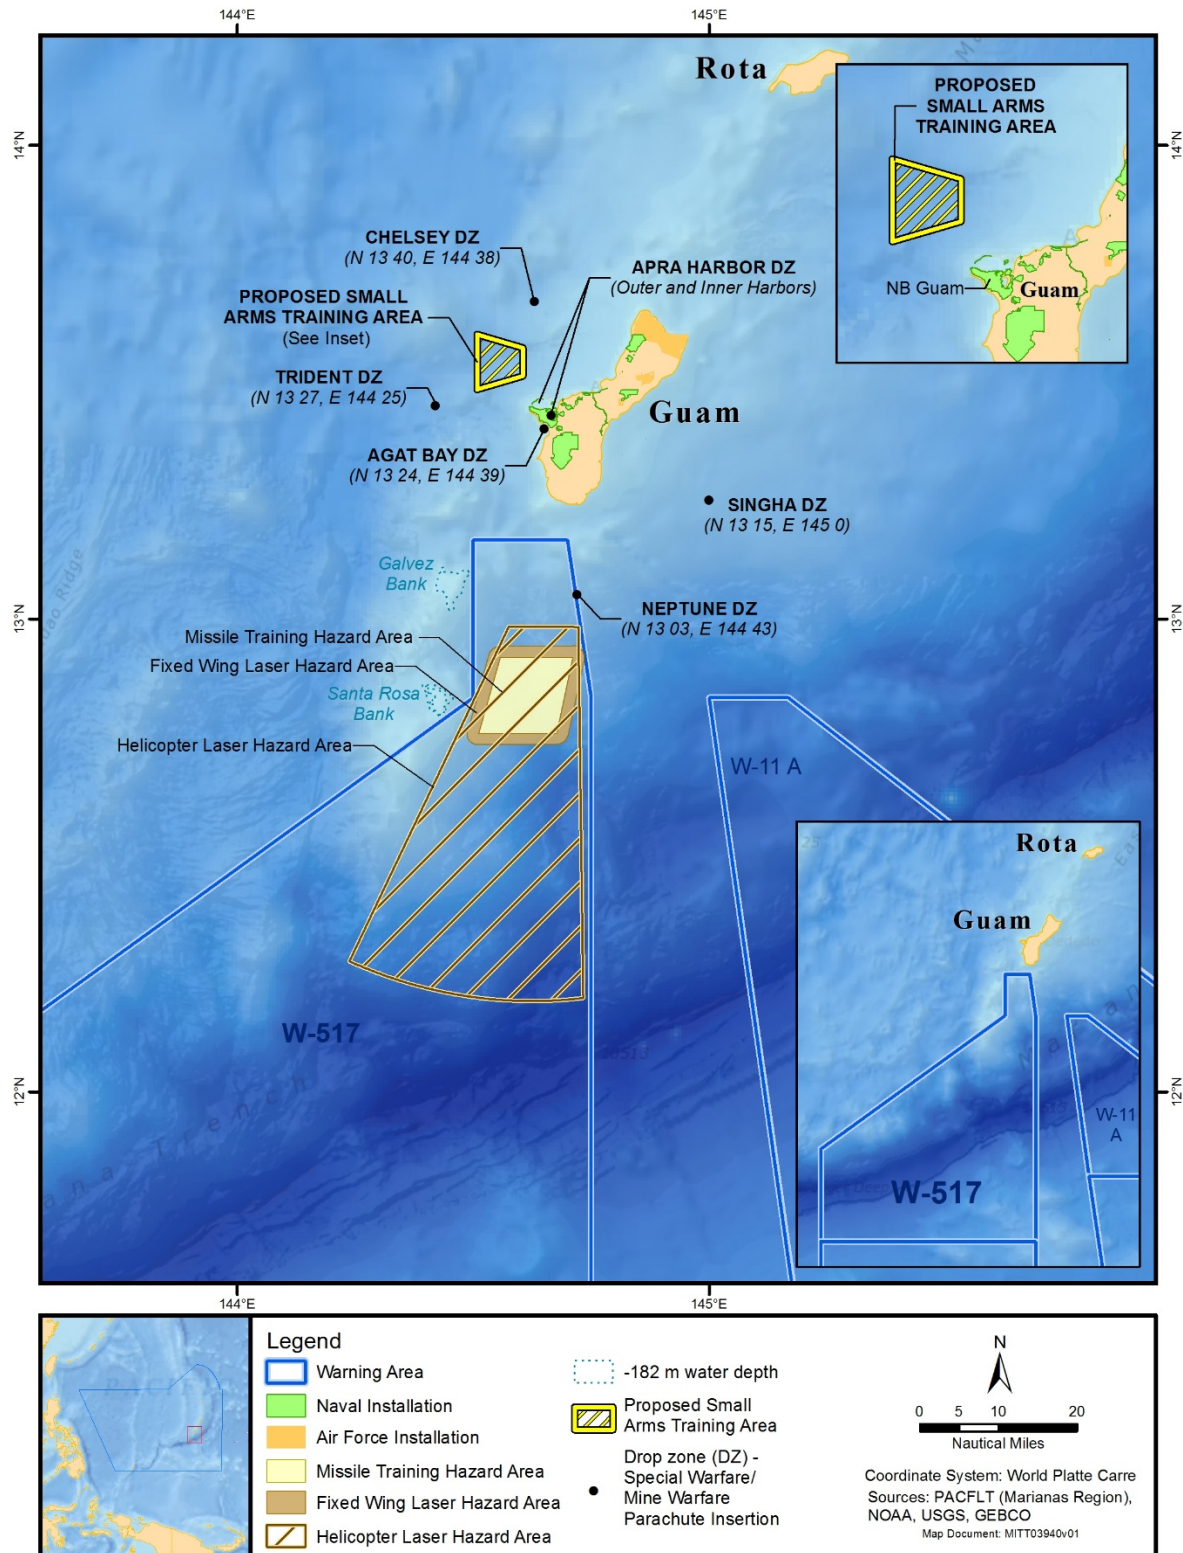 144°E
145°E
14°N
14°N
Rota
PROPOSED
SMALL ARMS
TRAINING AREA
NB Guam
Guam
CHELSEY DZ
(N 13 40, E 144 38)
APRA HARBOR DZ
(Outer and Inner Harbors)
PROPOSED SMALL
ARMS TRAINING AREA
(See Inset)
TRIDENT DZ
(N 13 27, E 144 25)
Guam
AGAT BAY DZ
(N 13 24, E 144 39)
SINGHA DZ
(N 13 15, E 145 0)
Galvez
Bank
NEPTUNE DZ
(N 13 03, E 144 43)
13°N
13°N
Missile Training Hazard Area
Fixed Wing Laser Hazard Area
Santa Rosa
Bank
Helicopter Laser Hazard Area
W-11 A
Rota
Guam
W-517
W-11
A
W-517
12°N
12°N
144°E
145°E
Legend
Warning Area
Naval Installation
Air Force Installation
Missile Training Hazard Area
Fixed Wing Laser Hazard Area
Helicopter Laser Hazard Area
-182 m water depth
Proposed Small
Arms Training Area
Drop zone (DZ) -
Special Warfare/
Mine Warfare
Parachute Insertion
N
0 5 10 20
Nautical Miles
Coordinate System: World Platte Carre
Sources: PACFLT (Marianas Region),
NOAA, USGS, GEBCO
Map Document: MITT03940v01